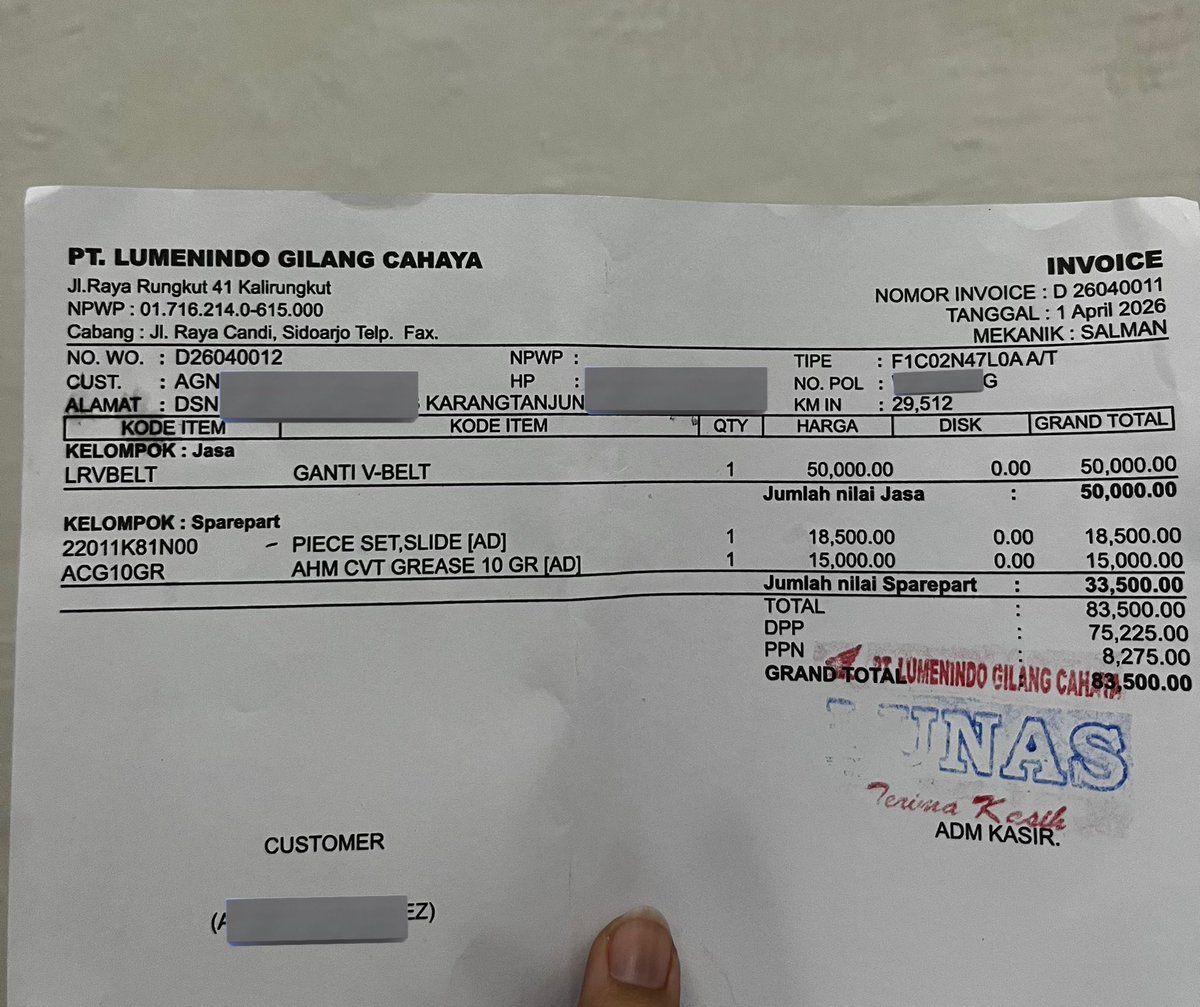 PT. LUMENINDO GILANG CAHAYA
INVOICE
Jl.Raya Rungkut 41 Kalirungkut
NOMOR INVOICE : D 26040011
NPWP : 01.716.214.0-615.000
TANGGAL : 1 April 2026
Cabang : Jl. Raya Candi, Sidoarjo Telp. Fax.
MEKANIK : SALMAN
NO. WO. : D26040012 NPWP : TIPE : F1C02N47L0A A/T
CUST. : AGN HP : NO. POL : G
ALAMAT : DSN KARANGTANJUN KM IN : 29,512
KODE ITEM KODE ITEM QTY HARGA DISK GRAND TOTAL
KELOMPOK : Jasa
LRVBELT GANTI V-BELT 1 50,000.00 0.00 50,000.00
Jumlah nilai Jasa : 50,000.00
KELOMPOK : Sparepart
22011K81N00 - PIECE SET,SLIDE [AD] 1 18,500.00 0.00 18,500.00
ACG10GR AHM CVT GREASE 10 GR [AD] 1 15,000.00 0.00 15,000.00
Jumlah nilai Sparepart : 33,500.00
TOTAL : 83,500.00
DPP : 75,225.00
PPN : 8,275.00
GRAND TOTAL : 83,500.00
PT. LUMENINDO GILANG CAHAYA
LUNAS
Terima Kasih
ADM KASIR.
CUSTOMER
(A EZ)